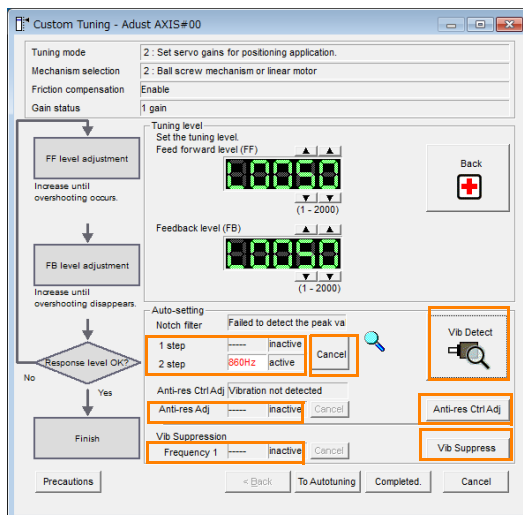 Custom Tuning - Adust AXIS#00
Tuning mode 2 : Set servo gains for positioning application.
Mechanism selection 2 : Ball screw mechanism or linear motor
Friction compensation Enable
Gain status 1 gain
FF level adjustment
Increase until
overshooting occurs.
FB level adjustment
Increase until
overshooting disappears.
Response level OK?
No
Yes
Finish
Tuning level
Set the tuning level.
Feed forward level (FF)
L0050
(1 - 2000)
Feedback level (FB)
L0050
(1 - 2000)
Back
Auto-setting
Notch filter Failed to detect the peak va
1 step ----- inactive
2 step 860Hz active
Cancel
Vib Detect
Anti-res Ctrl Adj Vibration not detected
Anti-res Adj ----- inactive Cancel
Anti-res Ctrl Adj
Vib Suppression
Frequency 1 ----- inactive Cancel
Vib Suppress
Precautions
< Back
To Autotuning
Completed.
Cancel